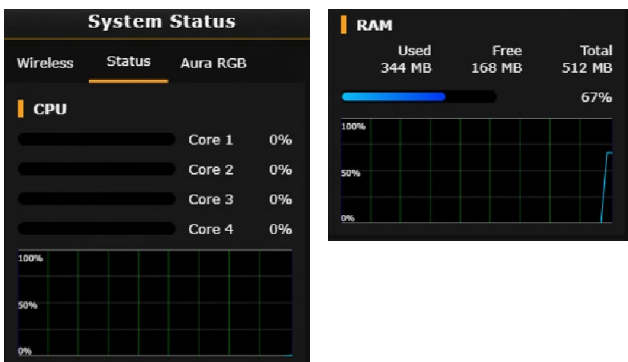 System Status
Wireless Status Aura RGB
CPU
Core 1 0%
Core 2 0%
Core 3 0%
Core 4 0%
100%
50%
0%
RAM
Used Free Total
344 MB 168 MB 512 MB
67%
100%
50%
0%